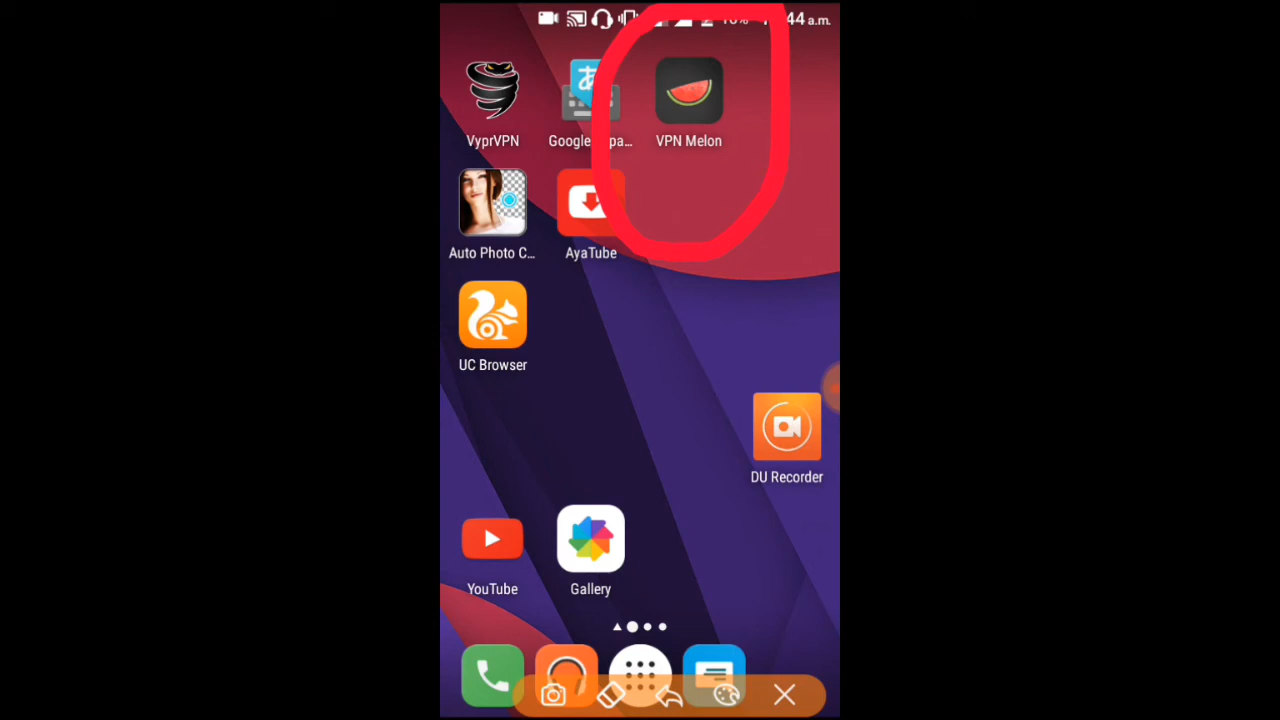 44 a.m.
VyprVPN
Google
VPN Melon
Auto Photo C...
AyaTube
UC Browser
DU Recorder
YouTube
Gallery